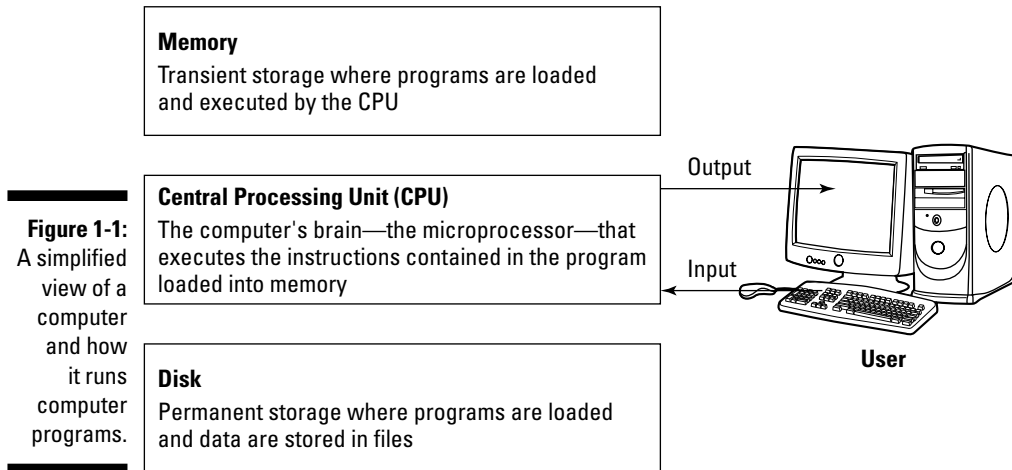 Memory
Transient storage where programs are loaded
and executed by the CPU
Central Processing Unit (CPU)
The computer's brain—the microprocessor—that
executes the instructions contained in the program
loaded into memory
Disk
Permanent storage where programs are loaded
and data are stored in files
Output
Input
User
Figure 1-1:
A simplified
view of a
computer
and how
it runs
computer
programs.